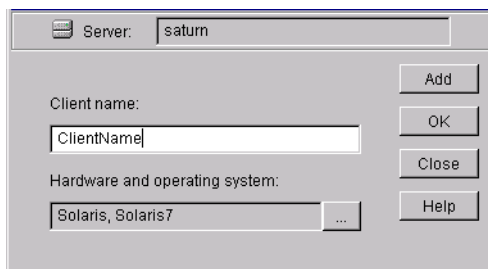 Server: saturn
Add
Client name:
OK
ClientName
Close
Hardware and operating system:
Solaris, Solaris7 ...
Help